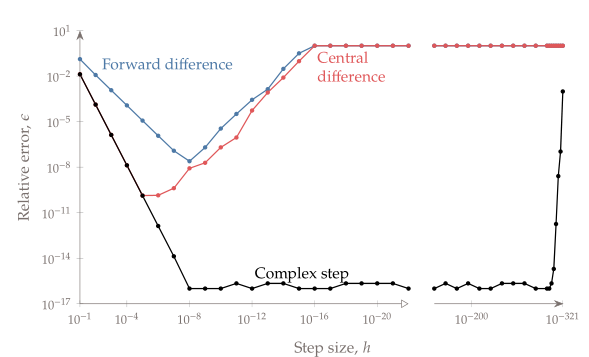 10¹
Forward difference
Central
difference
10⁻²
10⁻⁵
10⁻⁸
10⁻¹¹
10⁻¹⁴
10⁻¹⁷
Relative error, ϵ
Complex step
10⁻¹
10⁻⁴
10⁻⁸
10⁻¹²
10⁻¹⁶
10⁻²⁰
10⁻²⁰⁰
10⁻³²¹
Step size, h